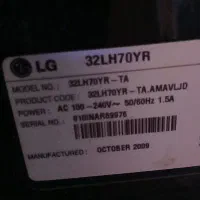 LG 32LH70YR
MODEL NO. : 32LH70YR-TA
PRODUCT CODE : 32LH70YR-TA.AMAVLJD
POWER : AC 100-240V~ 50/60Hz 1.5A
SERIAL NO. :
MANUFACTURED : OCTOBER 2009